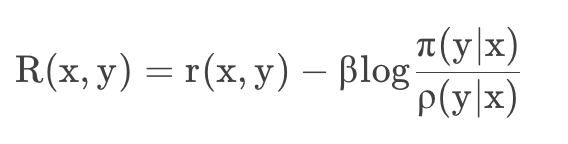 R(x, y) = r(x, y) − βlog π(y|x) / ρ(y|x)